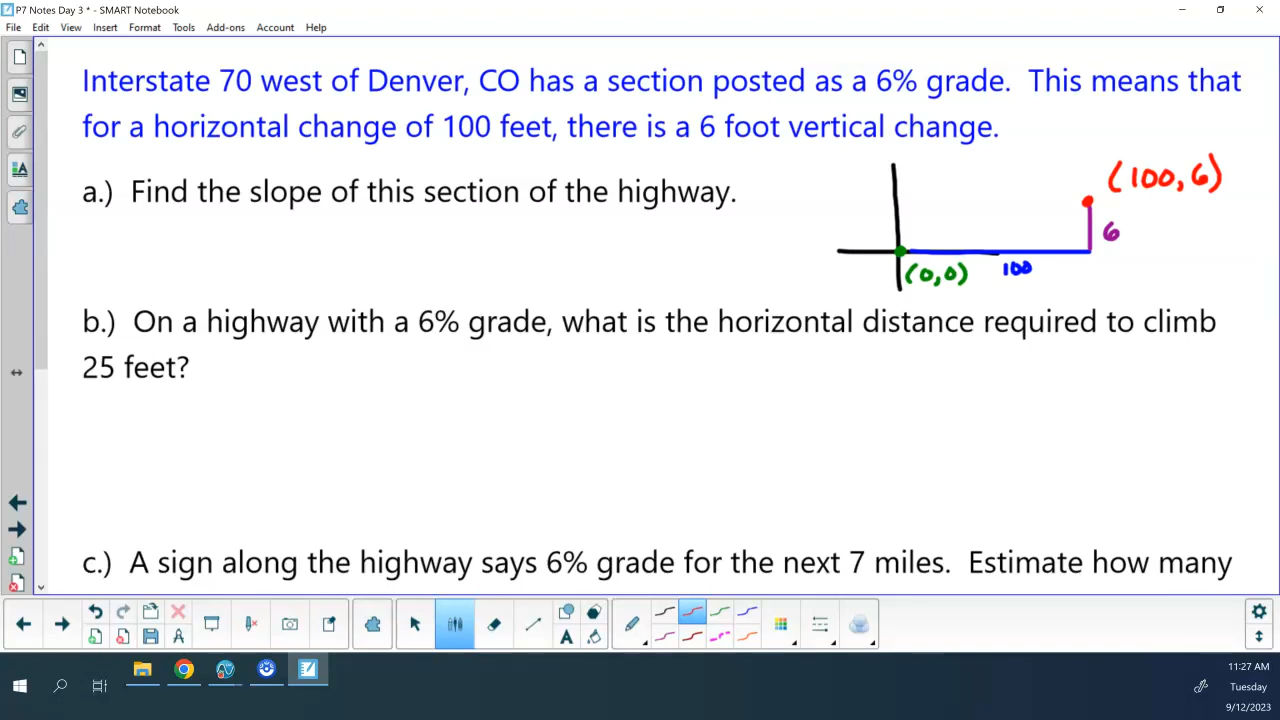 P7 Notes Day 3 * - SMART Notebook
File Edit View Insert Format Tools Add-ons Account Help
Interstate 70 west of Denver, CO has a section posted as a 6% grade. This means that
for a horizontal change of 100 feet, there is a 6 foot vertical change.
(100, 6)
a.) Find the slope of this section of the highway.
6
(0,0)
100
b.) On a highway with a 6% grade, what is the horizontal distance required to climb
25 feet?
c.) A sign along the highway says 6% grade for the next 7 miles. Estimate how many
11:27 AM
Tuesday
9/12/2023